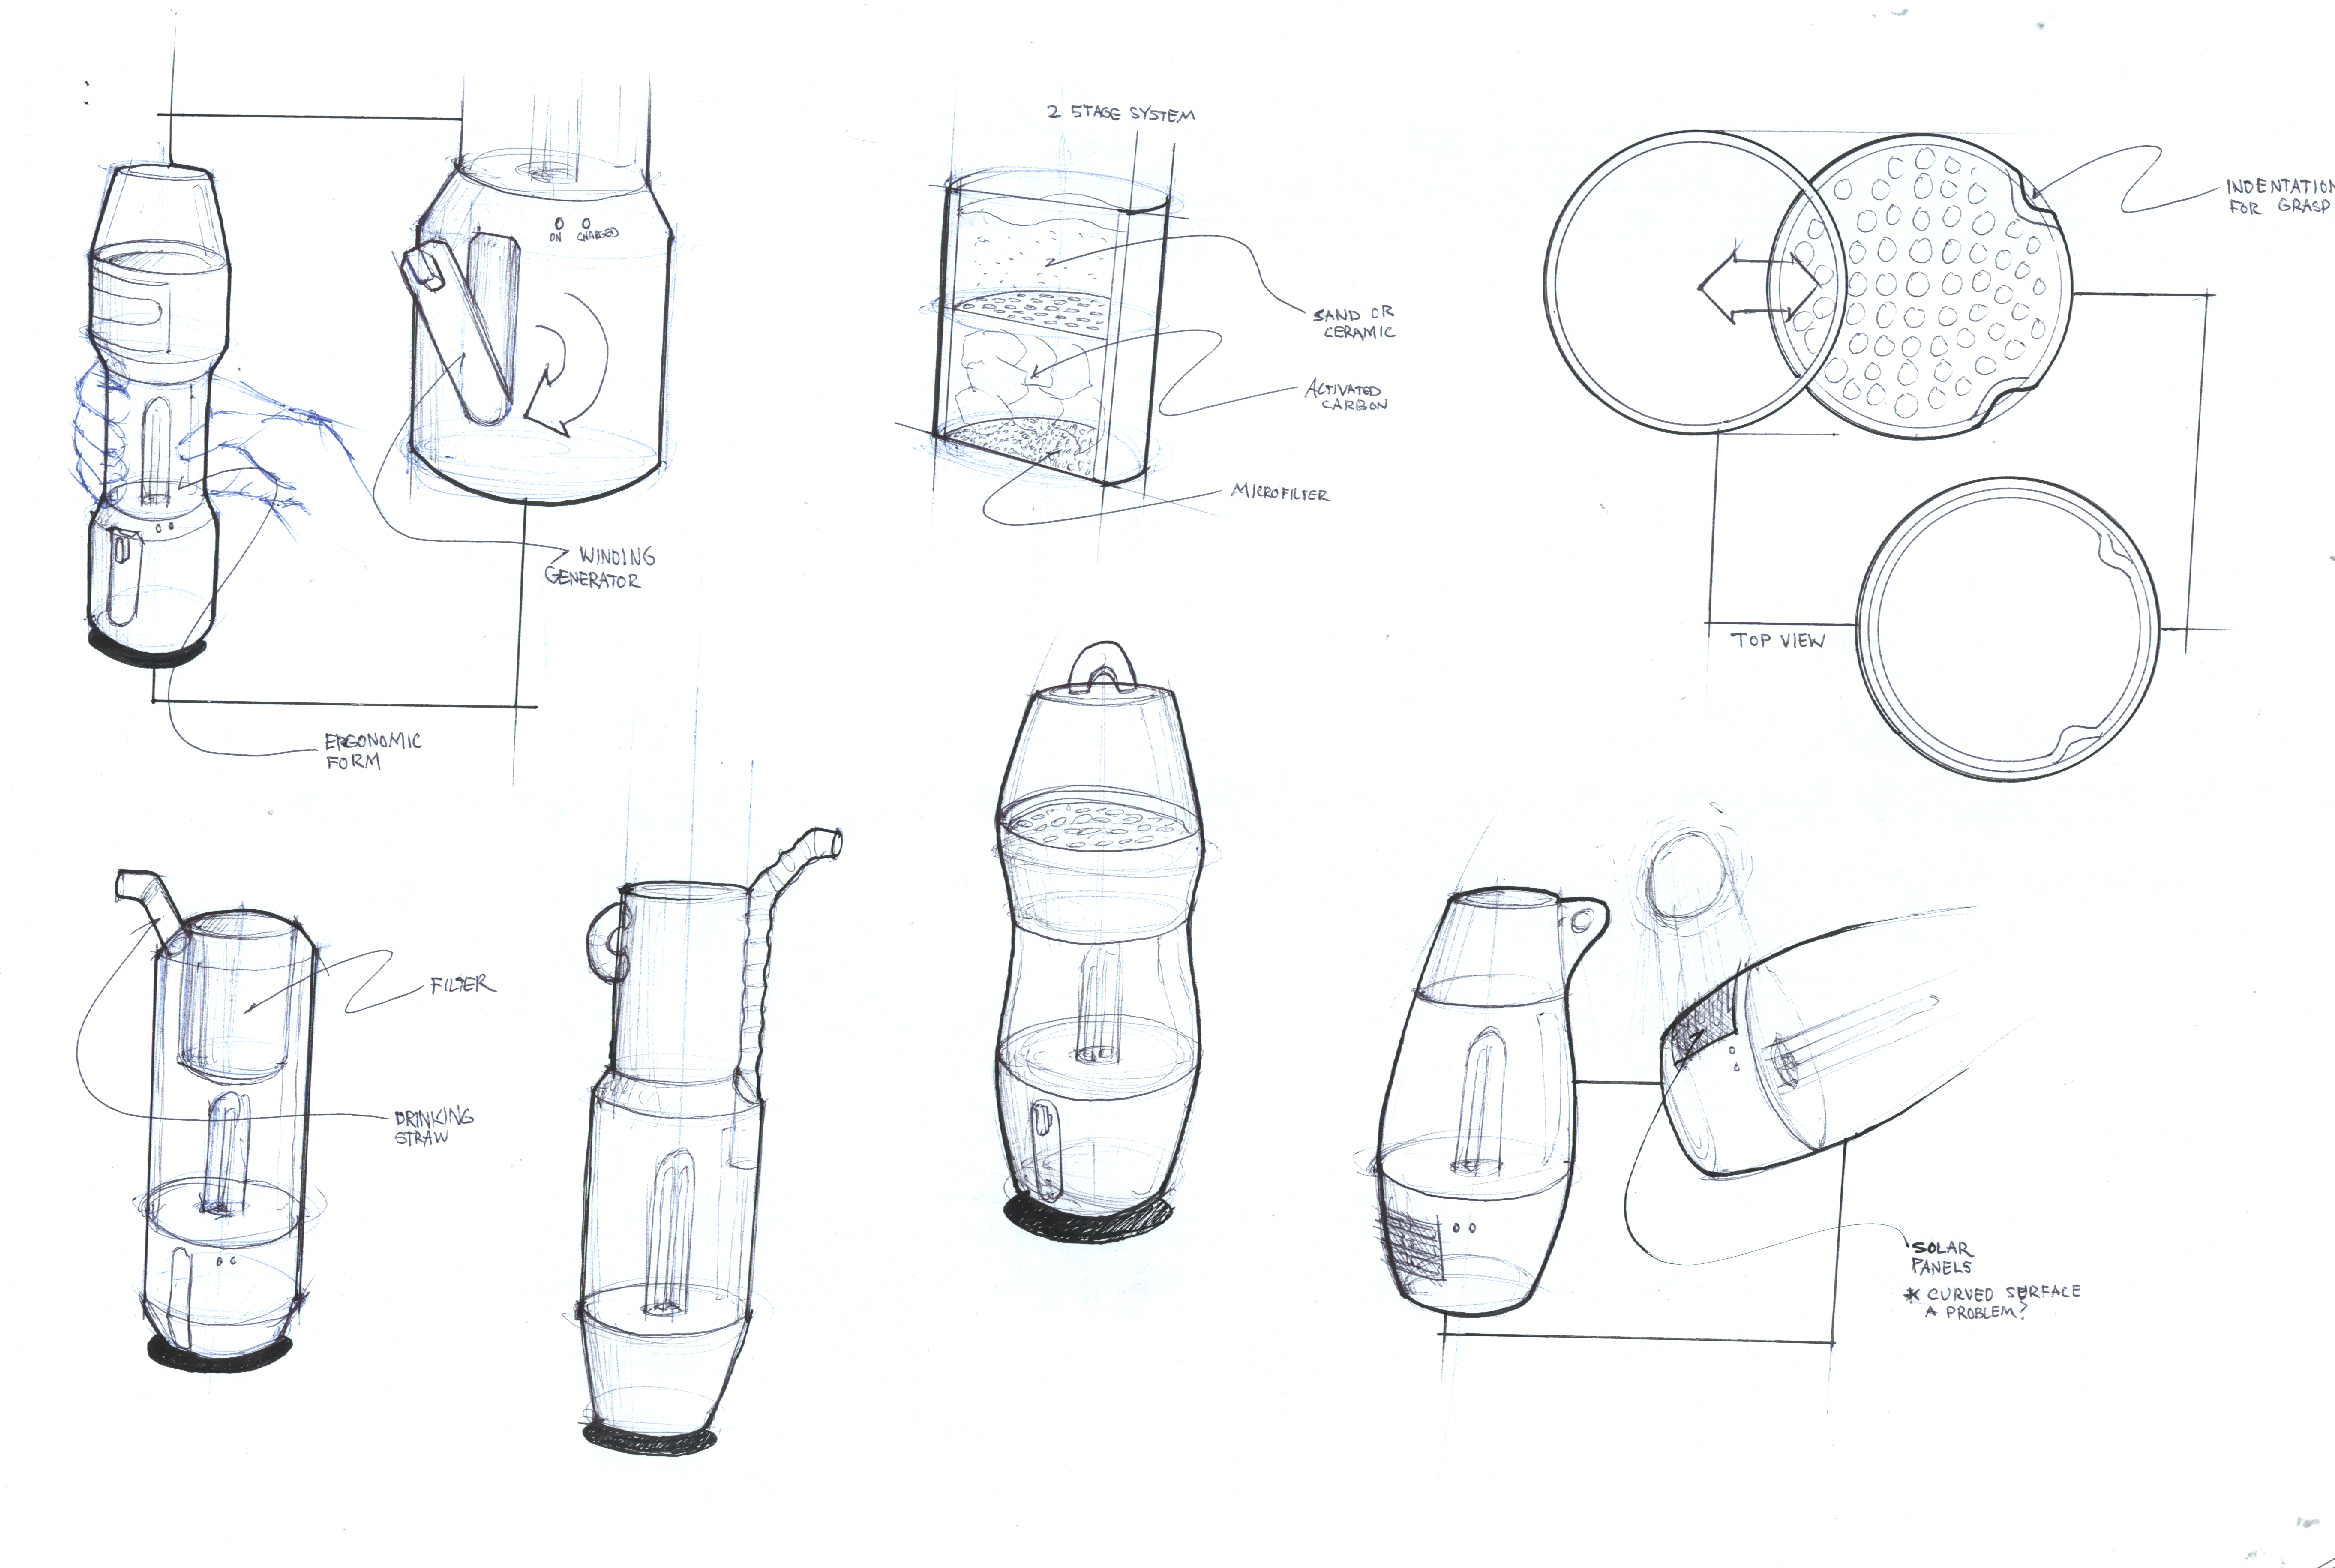 ON CHARGED
WINDING
GENERATOR
ERGONOMIC
FORM
2 STAGE SYSTEM
SAND OR
CERAMIC
ACTIVATED
CARBON
MICROFILTER
INDENTATION
FOR GRASP
TOP VIEW
FILTER
DRINKING
STRAW
SOLAR
PANELS
* CURVED SURFACE
A PROBLEM?